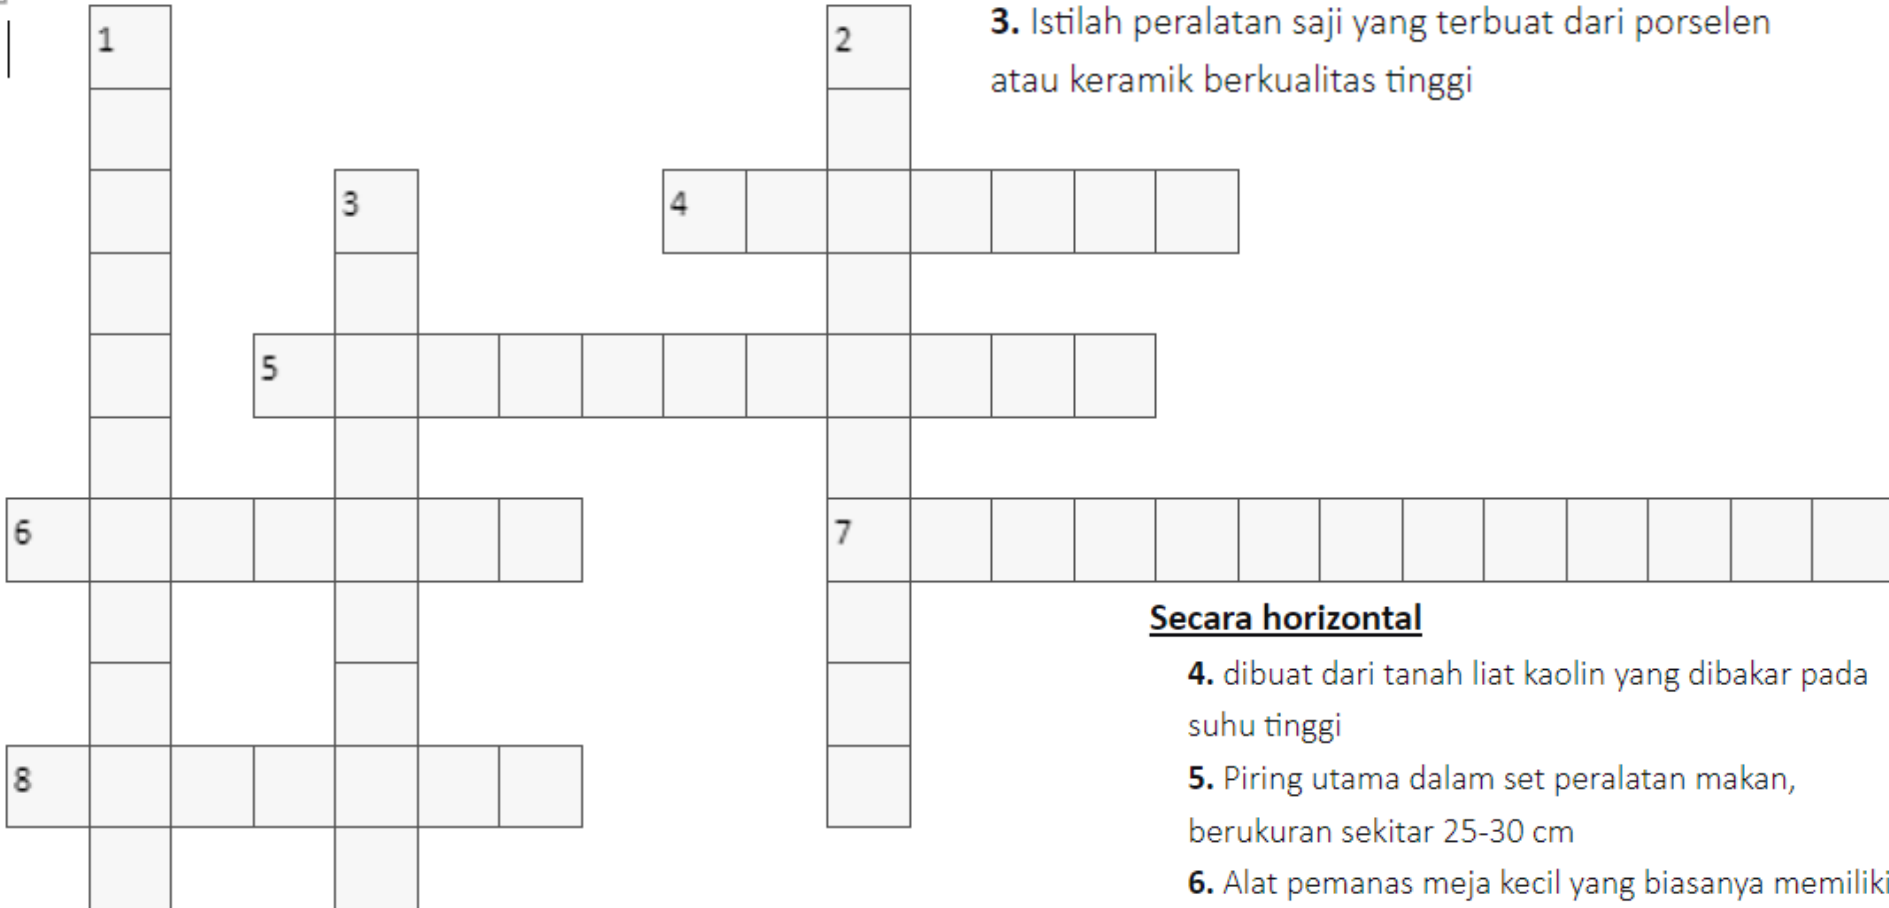 1
2
3. Istilah peralatan saji yang terbuat dari porselen
atau keramik berkualitas tinggi
3
4
5
6
7
Secara horizontal
4. dibuat dari tanah liat kaolin yang dibakar pada
suhu tinggi
8
5. Piring utama dalam set peralatan makan,
berukuran sekitar 25-30 cm
6. Alat pemanas meja kecil yang biasanya memiliki